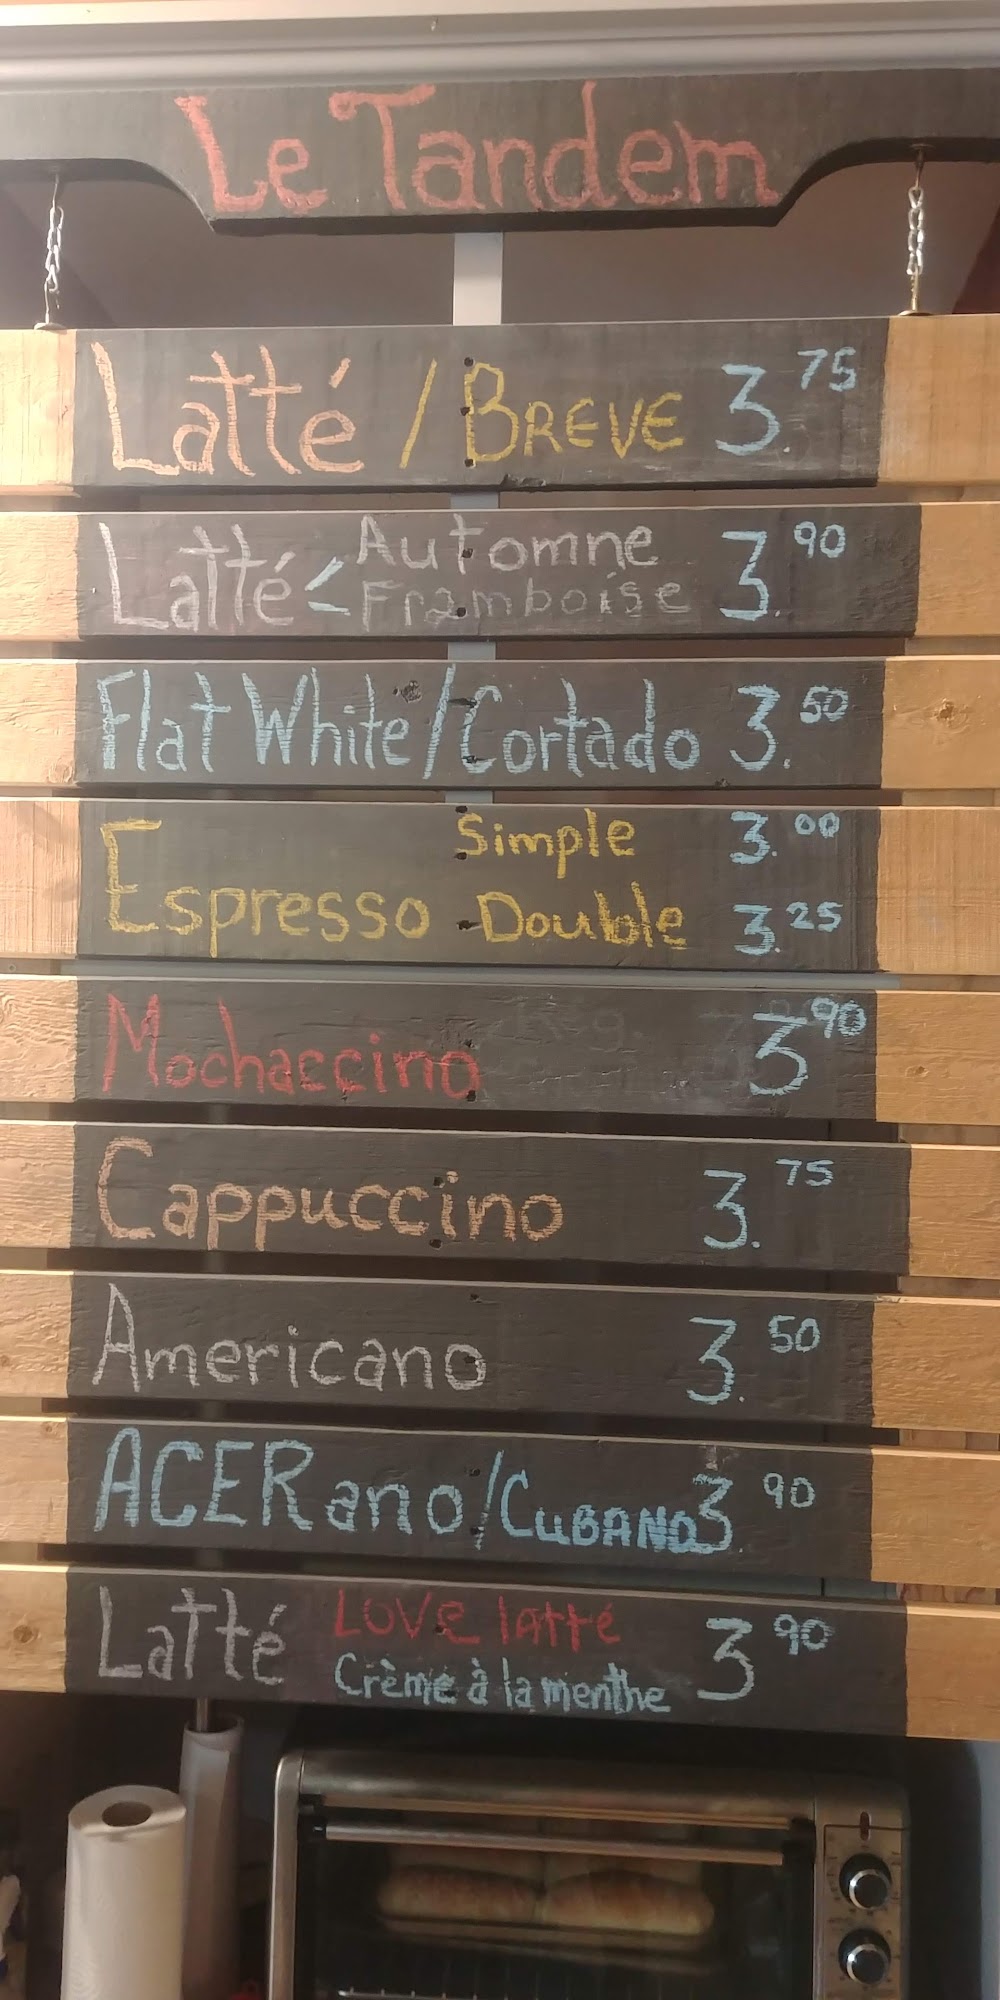 Le Tandem
Latté / BREVE 3.75
Latté < Automne 3.90
Framboise
Flat White/Cortado 3.50
Simple 3.00
Espresso Double 3.25
Mochaccino 3 90
Cappuccino 3.75
Americano 3.50
ACERano/CUBANO 3.90
Latté Love latté 3 90
Crème à la menthe